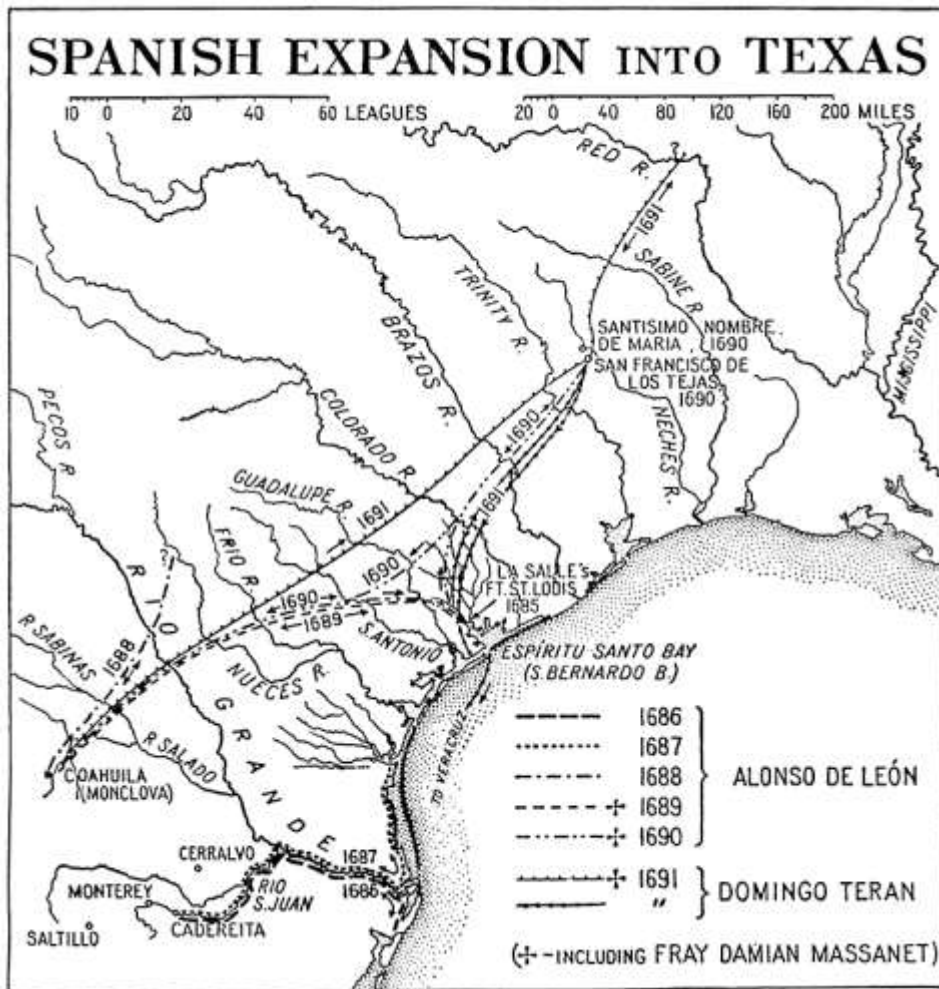 SPANISH EXPANSION INTO TEXAS
10 0 20 40 60 LEAGUES
20 0 40 80 120 160 200 MILES
RED R.
?
1691
SABINE R
TRINITY R.
BRAZOS R.
SANTISIMO NOMBRE
DE MARIA, 1690
SAN FRANCISCO DE
LOS TEJAS
1690
MISSISSIPPI
PECOS R
COLORADO R.
1690
NECHES R.
GUADALUPE R.
1691
1691
FRIO R.
?
1690
LA SALLE'S
FT. ST. LOUIS
1685
1690
1689
S. ANTONIO
R SABINAS
1688
RIO GRANDE
NUECES R.
ESPÍRITU SANTO BAY
(S. BERNARDO B.)
R SALADO
COAHUILA
(MONCLOVA)
TO VERACRUZ
1686
1687
1688
1689
1690
ALONSO DE LEÓN
CERRALVO
1687
1686
MONTEREY
RIO
S. JUAN
CADEREITA
SALTILLO
1691
"
DOMINGO TERAN
(✢-INCLUDING FRAY DAMIAN MASSANET)